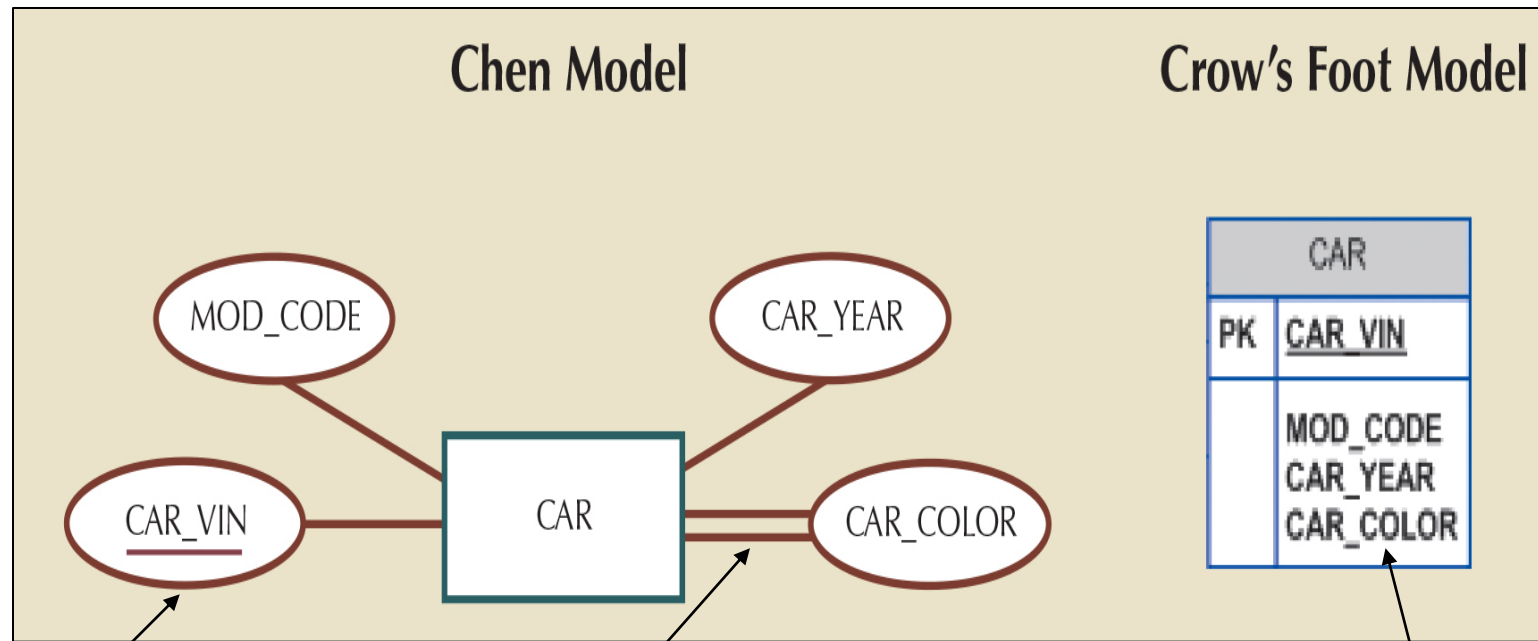 Chen Model
Crow's Foot Model
MOD_CODE
CAR_YEAR
CAR_VIN
CAR
CAR_COLOR
CAR
PK CAR_VIN
MOD_CODE
CAR_YEAR
CAR_COLOR